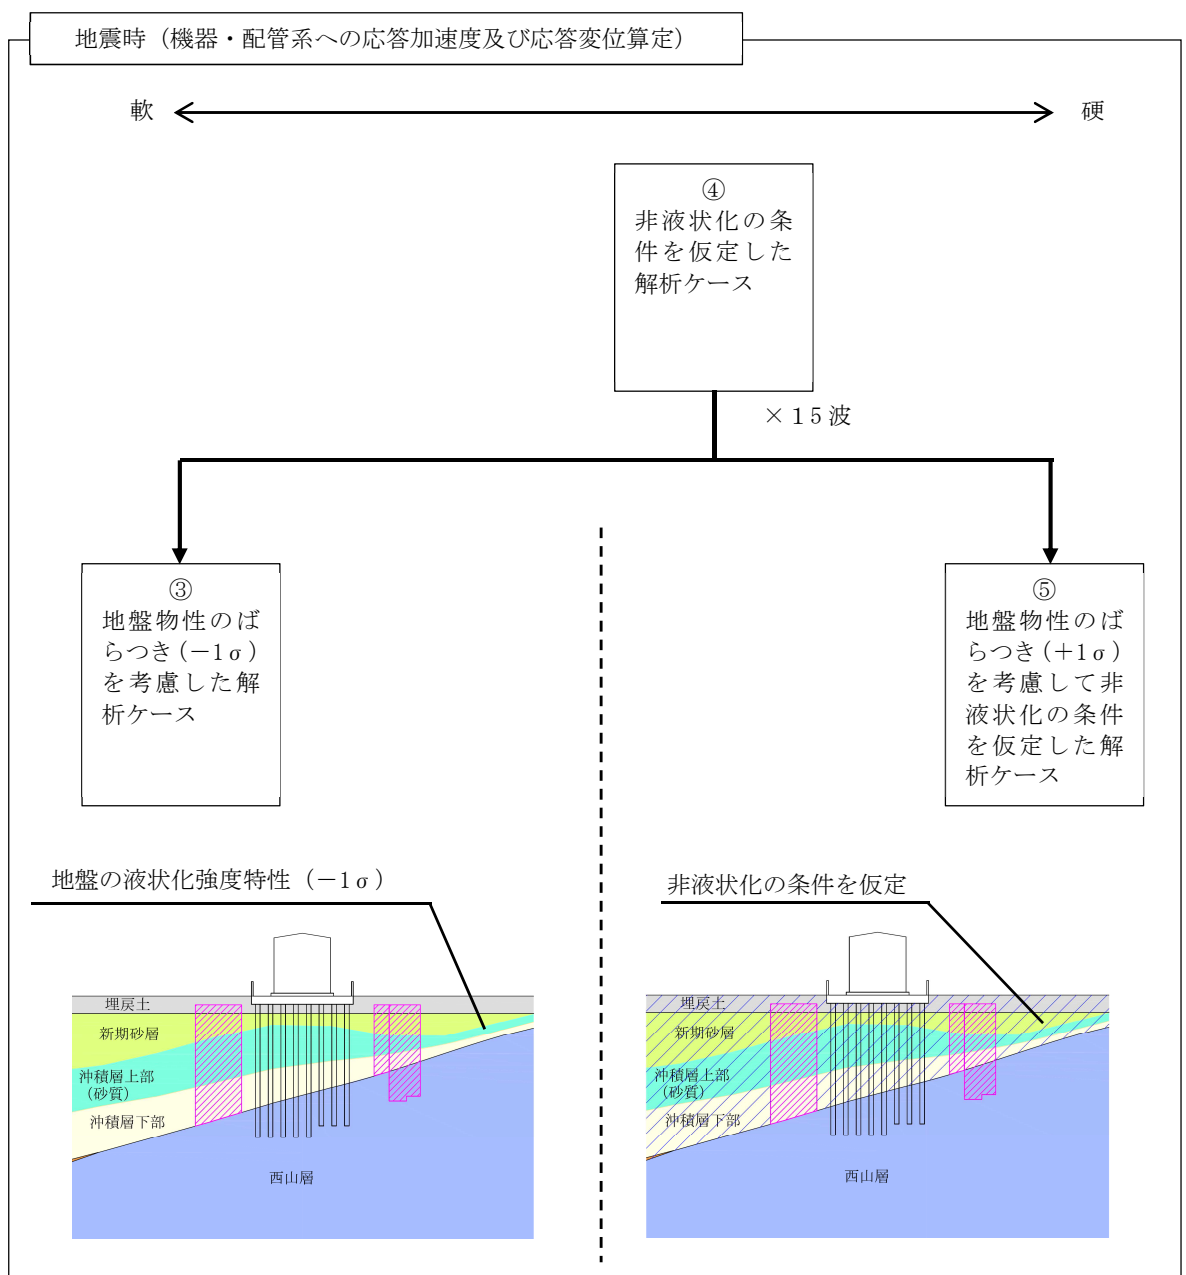 地震時（機器・配管系への応答加速度及び応答変位算定）
軟
硬
④
非液状化の条
件を仮定した
解析ケース
×１５波
③
地盤物性のば
らつき（－1σ）
を考慮した解
析ケース
⑤
地盤物性のば
らつき（＋1σ）
を考慮して非
液状化の条件
を仮定した解
析ケース
地盤の液状化強度特性（－1σ）
埋戻土
新期砂層
沖積層上部
（砂質）
沖積層下部
西山層
非液状化の条件を仮定
埋戻土
新期砂層
沖積層上部
（砂質）
沖積層下部
西山層